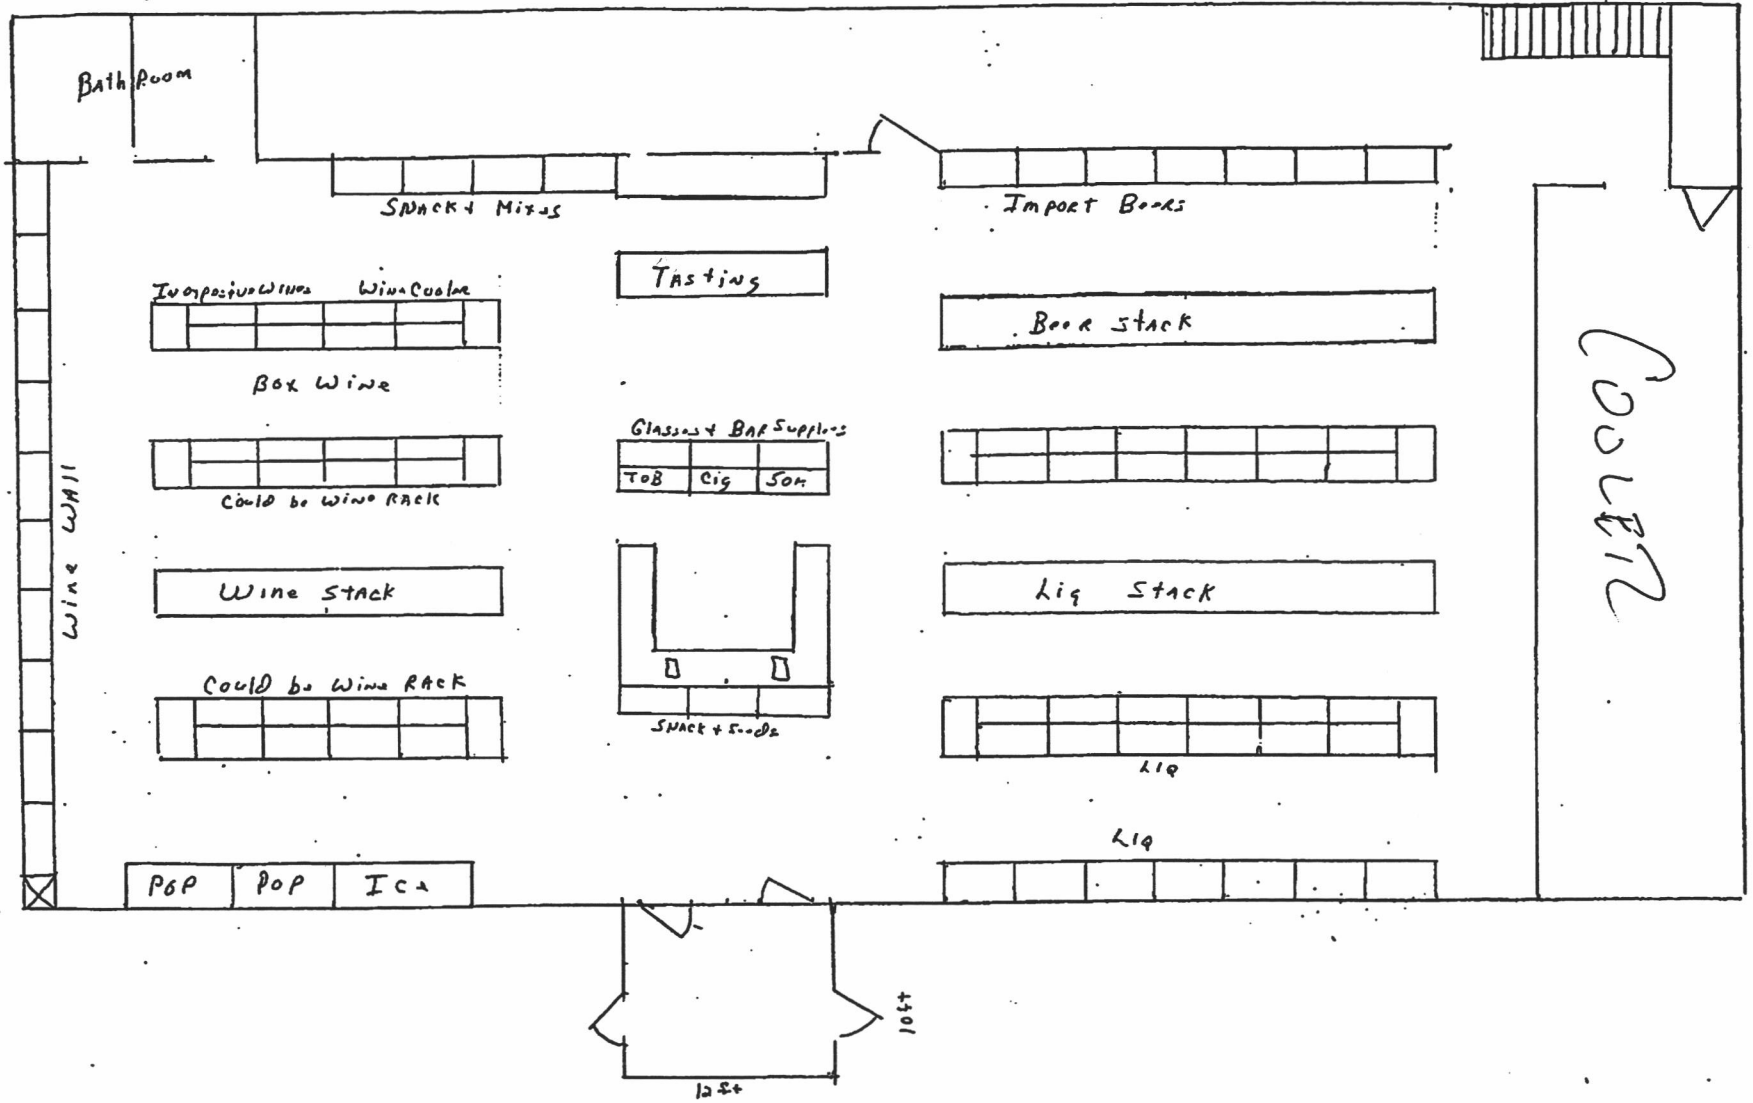 Bath Room
Snack + Mixes
Import Beers
Tasting
Inexpensive Wines
Wine Cooler
Beer Stack
Box Wine
Glasses + Bar Supplies
TOB
Cig
Could be Wine Rack
Wine Wall
Cooler
Wine Stack
Liq Stack
Could be Wine Rack
Snack +
Liq
Liq
POP
POP
Ice
10ft
12ft